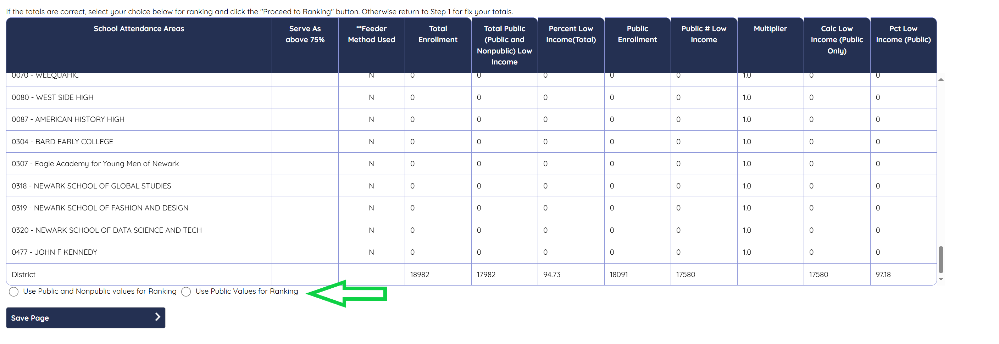 If the totals are correct, select your choice below for ranking and click the "Proceed to Ranking" button. Otherwise return to Step 1 for fix your totals.
School Attendance Areas | Serve As above 75% | **Feeder Method Used | Total Enrollment | Total Public (Public and Nonpublic) Low Income | Percent Low Income(Total) | Public Enrollment | Public # Low Income | Multiplier | Calc Low Income (Public Only) | Pct Low Income (Public)
0070 - WEEQUAHIC N 0 0 0 0 0 1.0 0 0
0080 - WEST SIDE HIGH N 0 0 0 0 0 1.0 0 0
0087 - AMERICAN HISTORY HIGH N 0 0 0 0 0 1.0 0 0
0304 - BARD EARLY COLLEGE N 0 0 0 0 0 1.0 0 0
0307 - Eagle Academy for Young Men of Newark N 0 0 0 0 0 1.0 0 0
0318 - NEWARK SCHOOL OF GLOBAL STUDIES N 0 0 0 0 0 1.0 0 0
0319 - NEWARK SCHOOL OF FASHION AND DESIGN N 0 0 0 0 0 1.0 0 0
0320 - NEWARK SCHOOL OF DATA SCIENCE AND TECH N 0 0 0 0 0 1.0 0 0
0477 - JOHN F KENNEDY N 0 0 0 0 0 1.0 0 0
District 18982 17982 94.73 18091 17580 17580 97.18
Use Public and Nonpublic values for Ranking Use Public Values for Ranking
Save Page